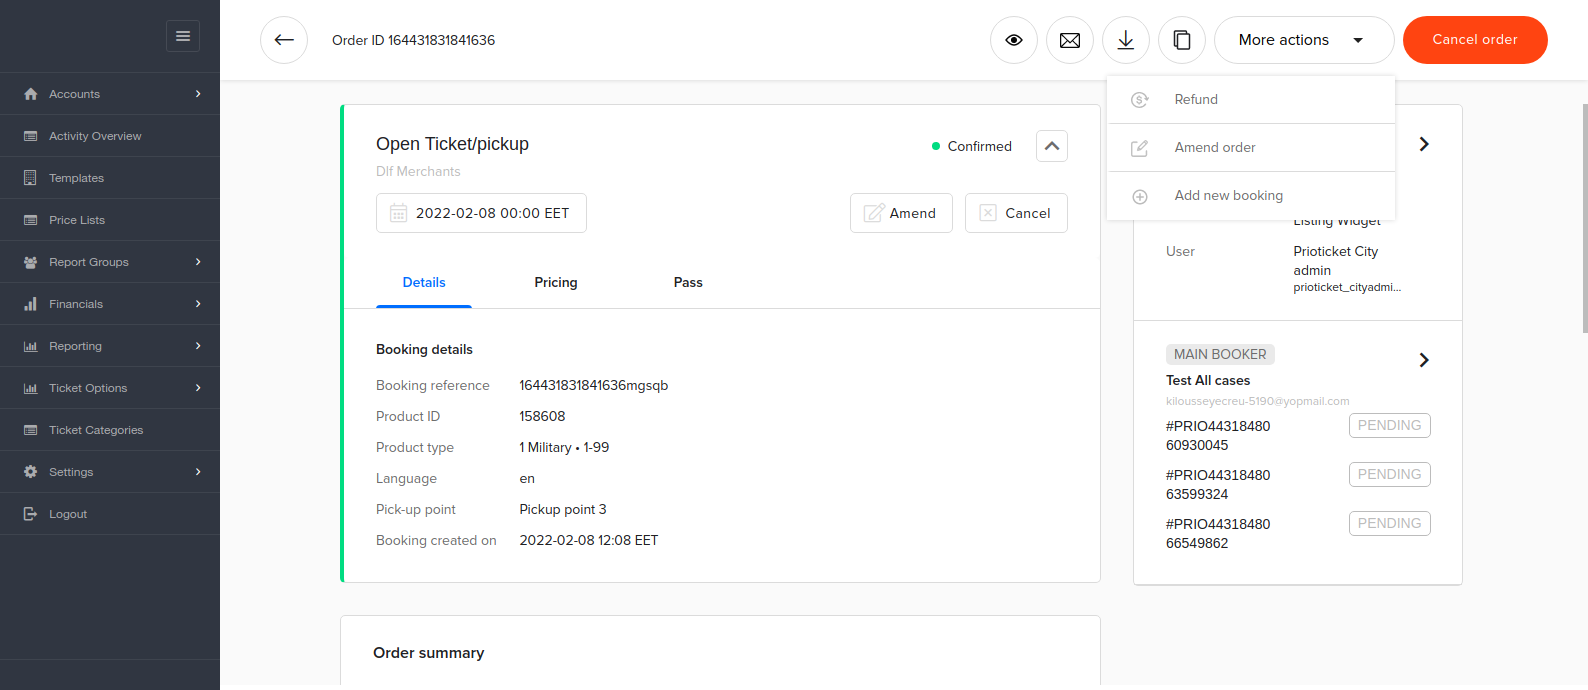 Order ID 164431831841636
More actions
Cancel order
Accounts
Activity Overview
Templates
Price Lists
Report Groups
Financials
Reporting
Ticket Options
Ticket Categories
Settings
Logout
Refund
Amend order
Add new booking
Open Ticket/pickup
Confirmed
Dlf Merchants
2022-02-08 00:00 EET
Amend
Cancel
Details
Pricing
Pass
Booking details
Booking reference 164431831841636mgsqb
Product ID 158608
Product type 1 Military • 1-99
Language en
Pick-up point Pickup point 3
Booking created on 2022-02-08 12:08 EET
Order summary
Listing Widget
User Prioticket City
admin
prioticket_cityadmi...
MAIN BOOKER
Test All cases
kilousseyecreu-5190@yopmail.com
#PRIO44318480 PENDING
60930045
#PRIO44318480 PENDING
63599324
#PRIO44318480 PENDING
66549862